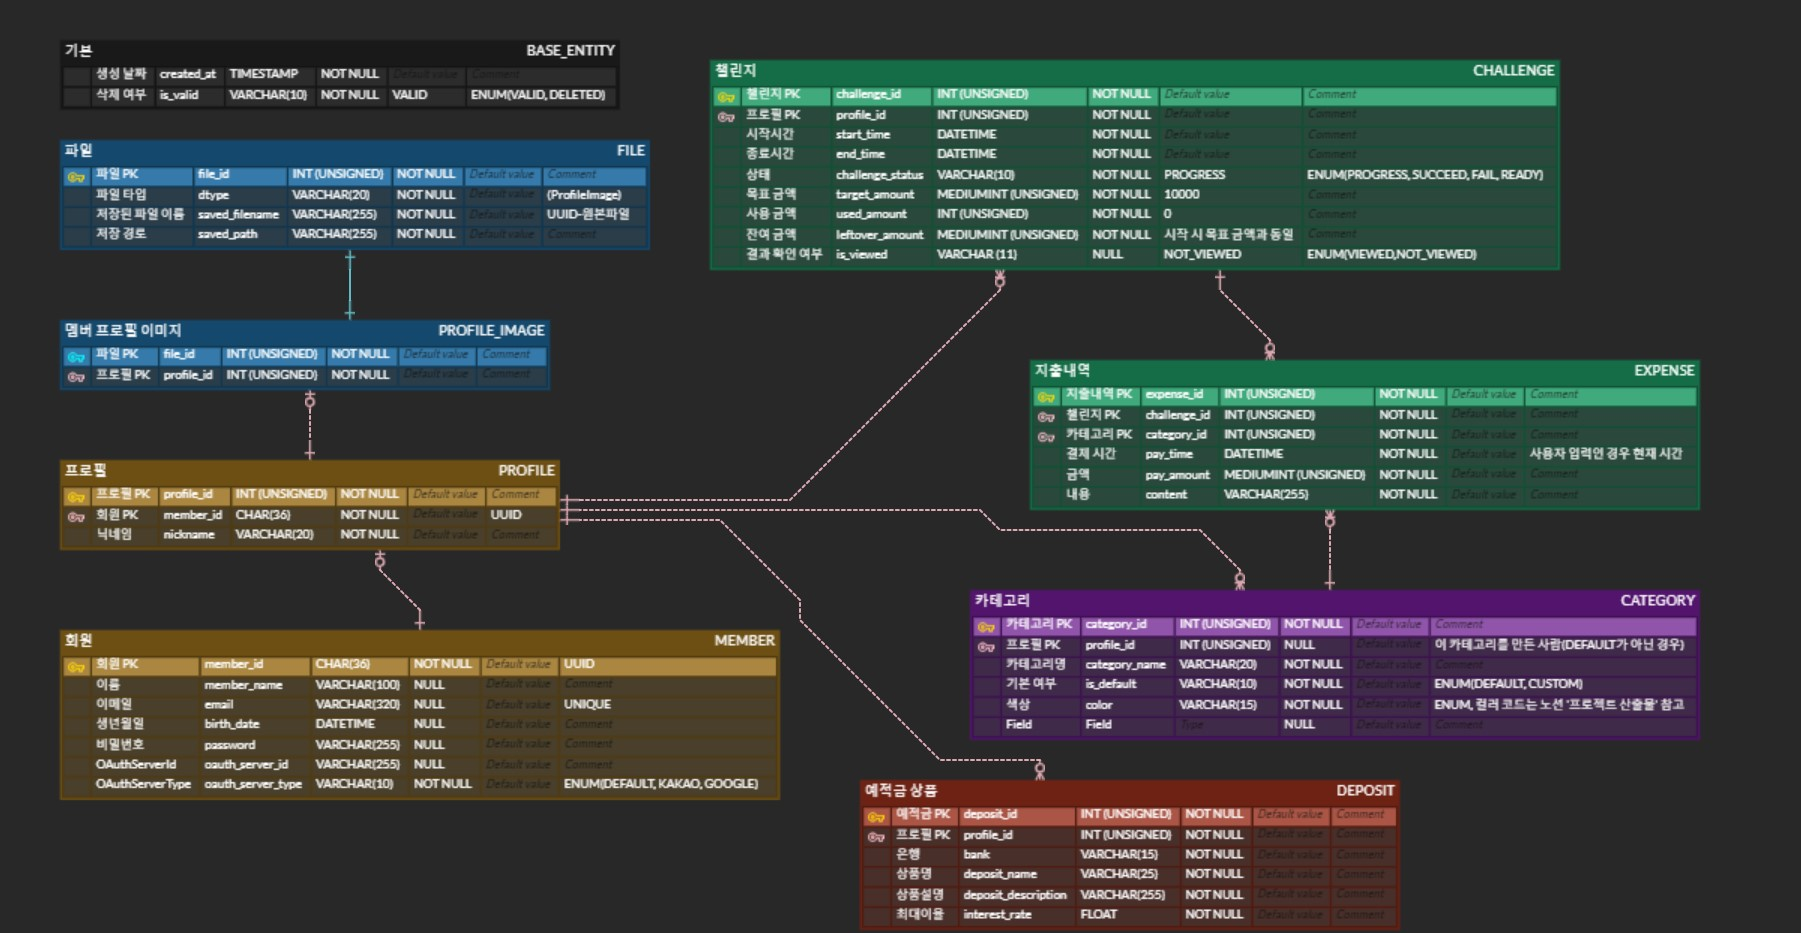 기본 BASE_ENTITY
생성 날짜 created_at TIMESTAMP NOT NULL Default value Comment
삭제 여부 is_valid VARCHAR(10) NOT NULL VALID ENUM(VALID, DELETED)
파일 FILE
파일 PK file_id INT (UNSIGNED) NOT NULL Default value Comment
파일 타입 dtype VARCHAR(20) NOT NULL Default value (ProfileImage)
저장된 파일 이름 saved_filename VARCHAR(255) NOT NULL Default value UUID-원본파일
저장 경로 saved_path VARCHAR(255) NOT NULL Default value Comment
멤버 프로필 이미지 PROFILE_IMAGE
파일 PK file_id INT (UNSIGNED) NOT NULL Default value Comment
프로필 PK profile_id INT (UNSIGNED) NOT NULL Default value Comment
프로필 PROFILE
프로필 PK profile_id INT (UNSIGNED) NOT NULL Default value Comment
회원 PK member_id CHAR(36) NOT NULL Default value UUID
닉네임 nickname VARCHAR(20) NOT NULL Default value Comment
회원 MEMBER
회원 PK member_id CHAR(36) NOT NULL Default value UUID
이름 member_name VARCHAR(100) NULL Default value Comment
이메일 email VARCHAR(320) NULL Default value UNIQUE
생년월일 birth_date DATETIME NULL Default value Comment
비밀번호 password VARCHAR(255) NULL Default value Comment
OAuthServerId oauth_server_id VARCHAR(255) NULL Default value Comment
OAuthServerType oauth_server_type VARCHAR(10) NOT NULL Default value ENUM(DEFAULT, KAKAO, GOOGLE)
챌린지 CHALLENGE
챌린지 PK challenge_id INT (UNSIGNED) NOT NULL Default value Comment
프로필 PK profile_id INT (UNSIGNED) NOT NULL Default value Comment
시작시간 start_time DATETIME NOT NULL Default value Comment
종료시간 end_time DATETIME NOT NULL Default value Comment
상태 challenge_status VARCHAR(10) NOT NULL PROGRESS ENUM(PROGRESS, SUCCEED, FAIL, READY)
목표 금액 target_amount MEDIUMINT (UNSIGNED) NOT NULL 10000 Comment
사용 금액 used_amount INT (UNSIGNED) NOT NULL 0 Comment
잔여 금액 leftover_amount MEDIUMINT (UNSIGNED) NOT NULL 시작 시 목표 금액과 동일 Comment
결과 확인 여부 is_viewed VARCHAR (11) NULL NOT_VIEWED ENUM(VIEWED,NOT_VIEWED)
지출내역 EXPENSE
지출내역 PK expense_id INT (UNSIGNED) NOT NULL Default value Comment
챌린지 PK challenge_id INT (UNSIGNED) NOT NULL Default value Comment
카테고리 PK category_id INT (UNSIGNED) NOT NULL Default value Comment
결제 시간 pay_time DATETIME NOT NULL Default value 사용자 입력인 경우 현재 시간
금액 pay_amount MEDIUMINT (UNSIGNED) NOT NULL Default value Comment
내용 content VARCHAR(255) NOT NULL Default value Comment
카테고리 CATEGORY
카테고리 PK category_id INT (UNSIGNED) NOT NULL Default value Comment
프로필 PK profile_id INT (UNSIGNED) NULL Default value 이 카테고리를 만든 사람(DEFAULT가 아닌 경우)
카테고리명 category_name VARCHAR(20) NOT NULL Default value Comment
기본 여부 is_default VARCHAR(10) NOT NULL Default value ENUM(DEFAULT, CUSTOM)
색상 color VARCHAR(15) NOT NULL Default value ENUM, 컬러 코드는 노션 '프로젝트 산출물' 참고
Field Field Type NULL Default value Comment
예적금 상품 DEPOSIT
예적금 PK deposit_id INT (UNSIGNED) NOT NULL Default value Comment
프로필 PK profile_id INT (UNSIGNED) NOT NULL Default value Comment
은행 bank VARCHAR(15) NOT NULL Default value Comment
상품명 deposit_name VARCHAR(25) NOT NULL Default value Comment
상품설명 deposit_description VARCHAR(255) NOT NULL Default value Comment
최대이율 interest_rate FLOAT NOT NULL Default value Comment